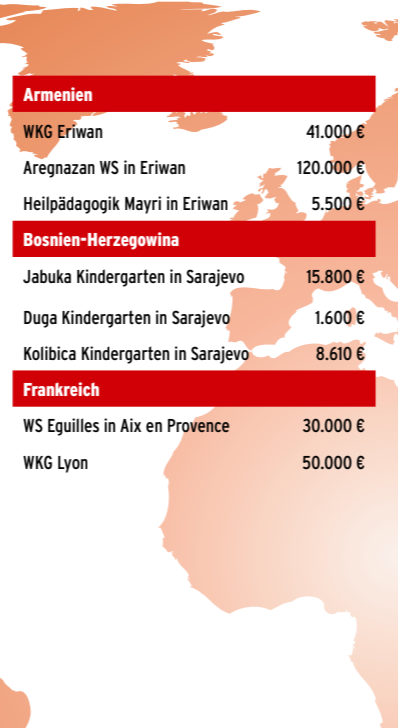 Armenien
WKG Eriwan 41.000 €
Aregnazan WS in Eriwan 120.000 €
Heilpädagogik Mayri in Eriwan 5.500 €
Bosnien-Herzegowina
Jabuka Kindergarten in Sarajevo 15.800 €
Duga Kindergarten in Sarajevo 1.600 €
Kolibica Kindergarten in Sarajevo 8.610 €
Frankreich
WS Eguilles in Aix en Provence 30.000 €
WKG Lyon 50.000 €